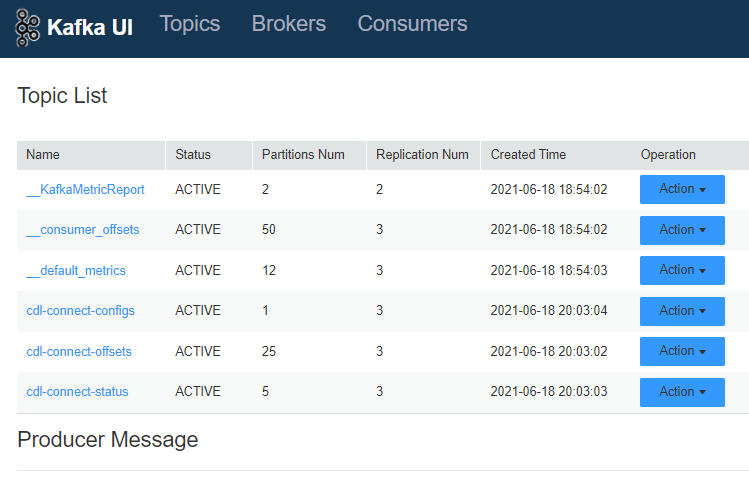 Kafka UI Topics Brokers Consumers
Topic List
Name Status Partitions Num Replication Num Created Time Operation
__KafkaMetricReport ACTIVE 2 2 2021-06-18 18:54:02 Action
__consumer_offsets ACTIVE 50 3 2021-06-18 18:54:02 Action
__default_metrics ACTIVE 12 3 2021-06-18 18:54:03 Action
cdl-connect-configs ACTIVE 1 3 2021-06-18 20:03:04 Action
cdl-connect-offsets ACTIVE 25 3 2021-06-18 20:03:02 Action
cdl-connect-status ACTIVE 5 3 2021-06-18 20:03:03 Action
Producer Message